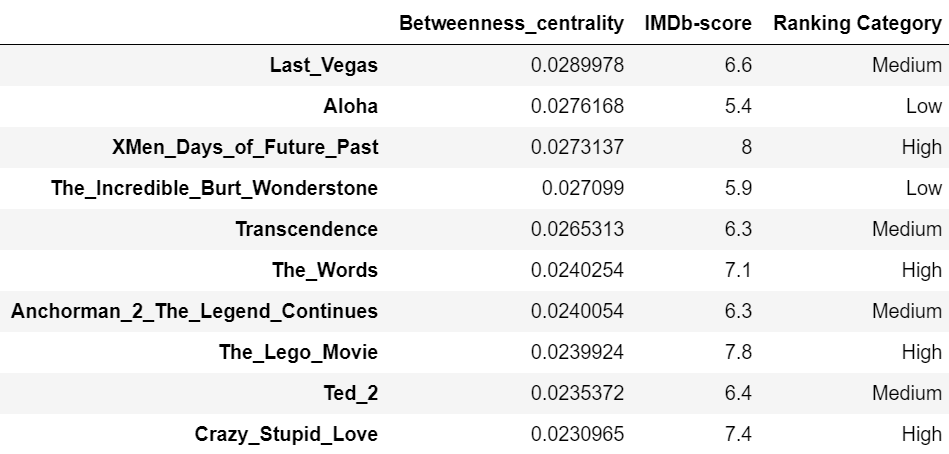 Betweenness_centrality IMDb-score Ranking Category
Last_Vegas 0.0289978 6.6 Medium
Aloha 0.0276168 5.4 Low
XMen_Days_of_Future_Past 0.0273137 8 High
The_Incredible_Burt_Wonderstone 0.027099 5.9 Low
Transcendence 0.0265313 6.3 Medium
The_Words 0.0240254 7.1 High
Anchorman_2_The_Legend_Continues 0.0240054 6.3 Medium
The_Lego_Movie 0.0239924 7.8 High
Ted_2 0.0235372 6.4 Medium
Crazy_Stupid_Love 0.0230965 7.4 High